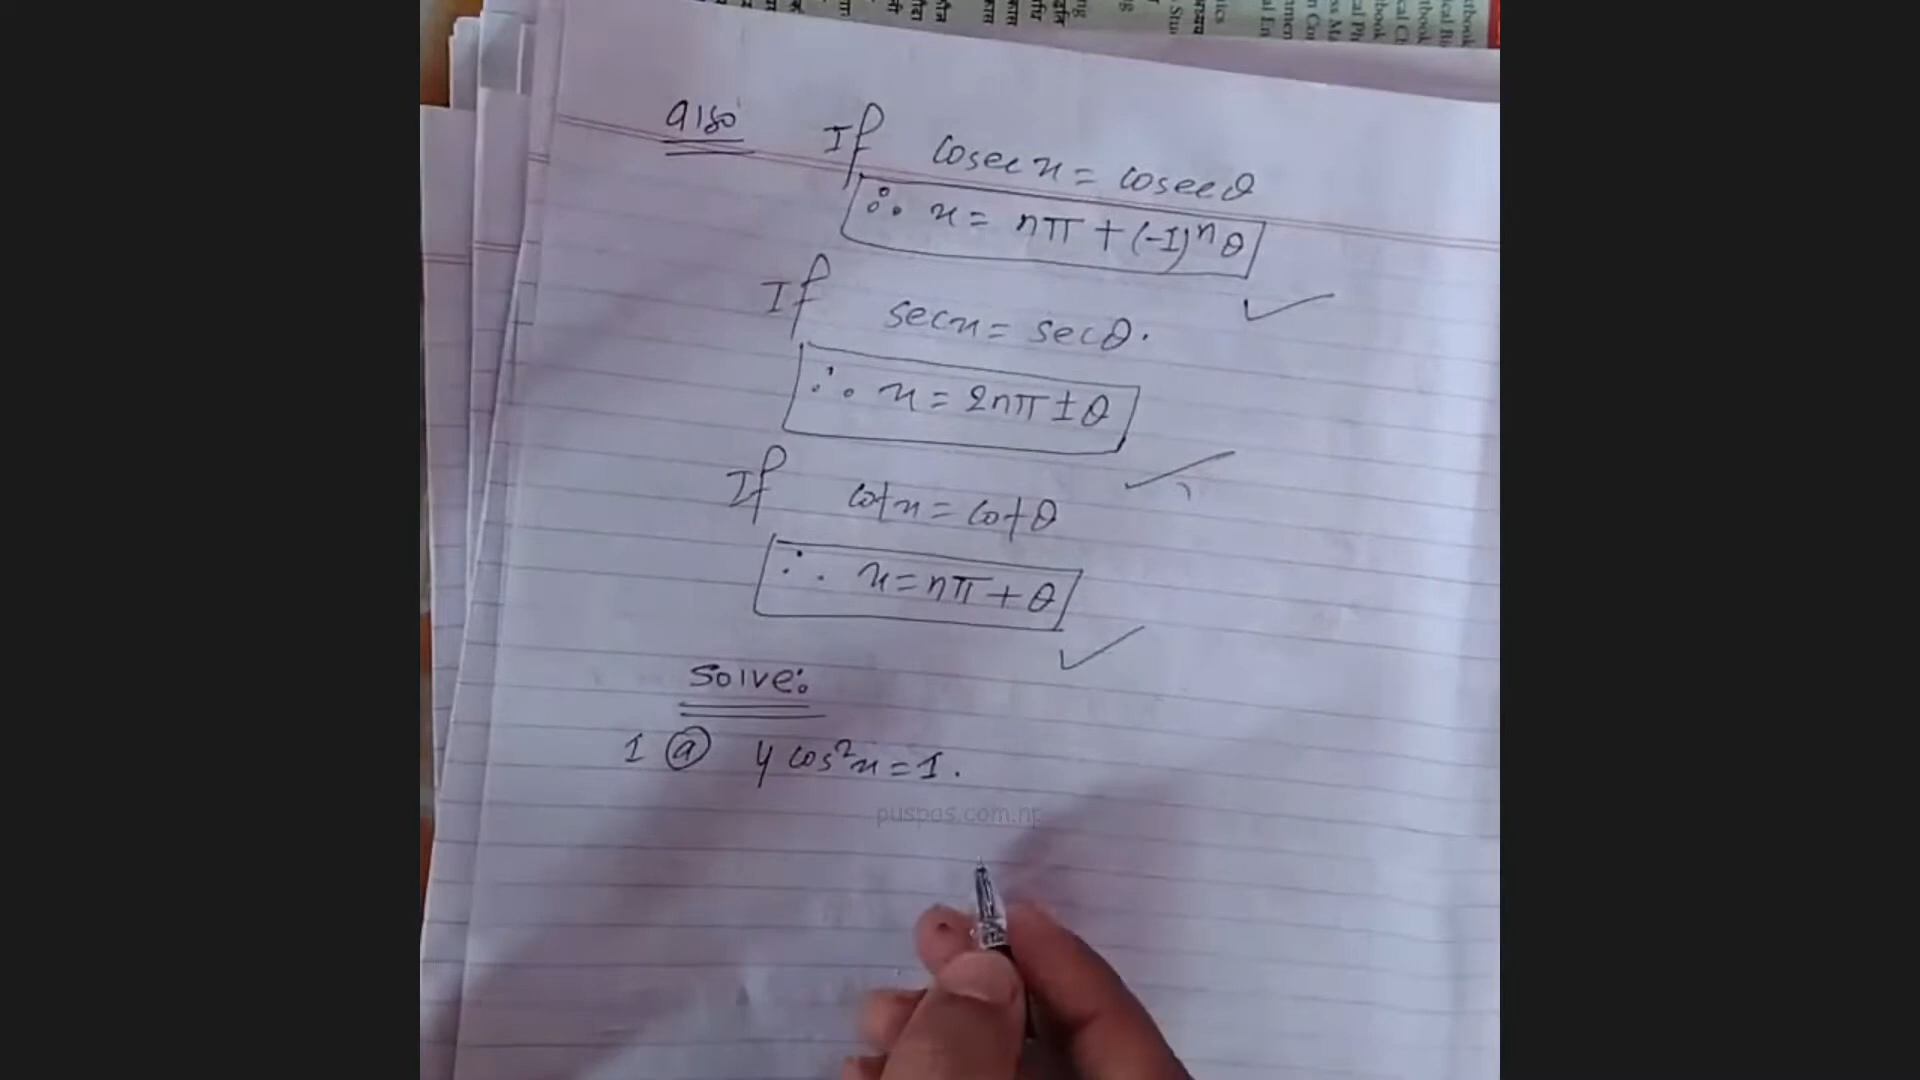 also If cosec x = cosec θ
∴ x = nπ + (-1)ⁿ θ
If sec x = sec θ.
∴ x = 2nπ ± θ
If cot x = cot θ
∴ x = nπ + θ
Solve:
1 (a) 4 cos²x = 1.
puspas.com.np